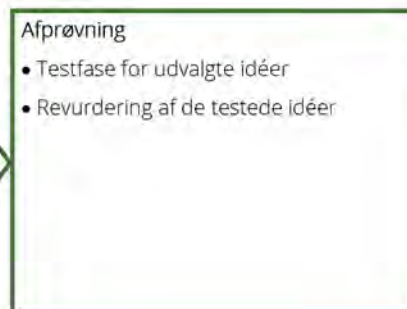 Afprøvning
• Testfase for udvalgte idéer
• Revurdering af de testede idéer